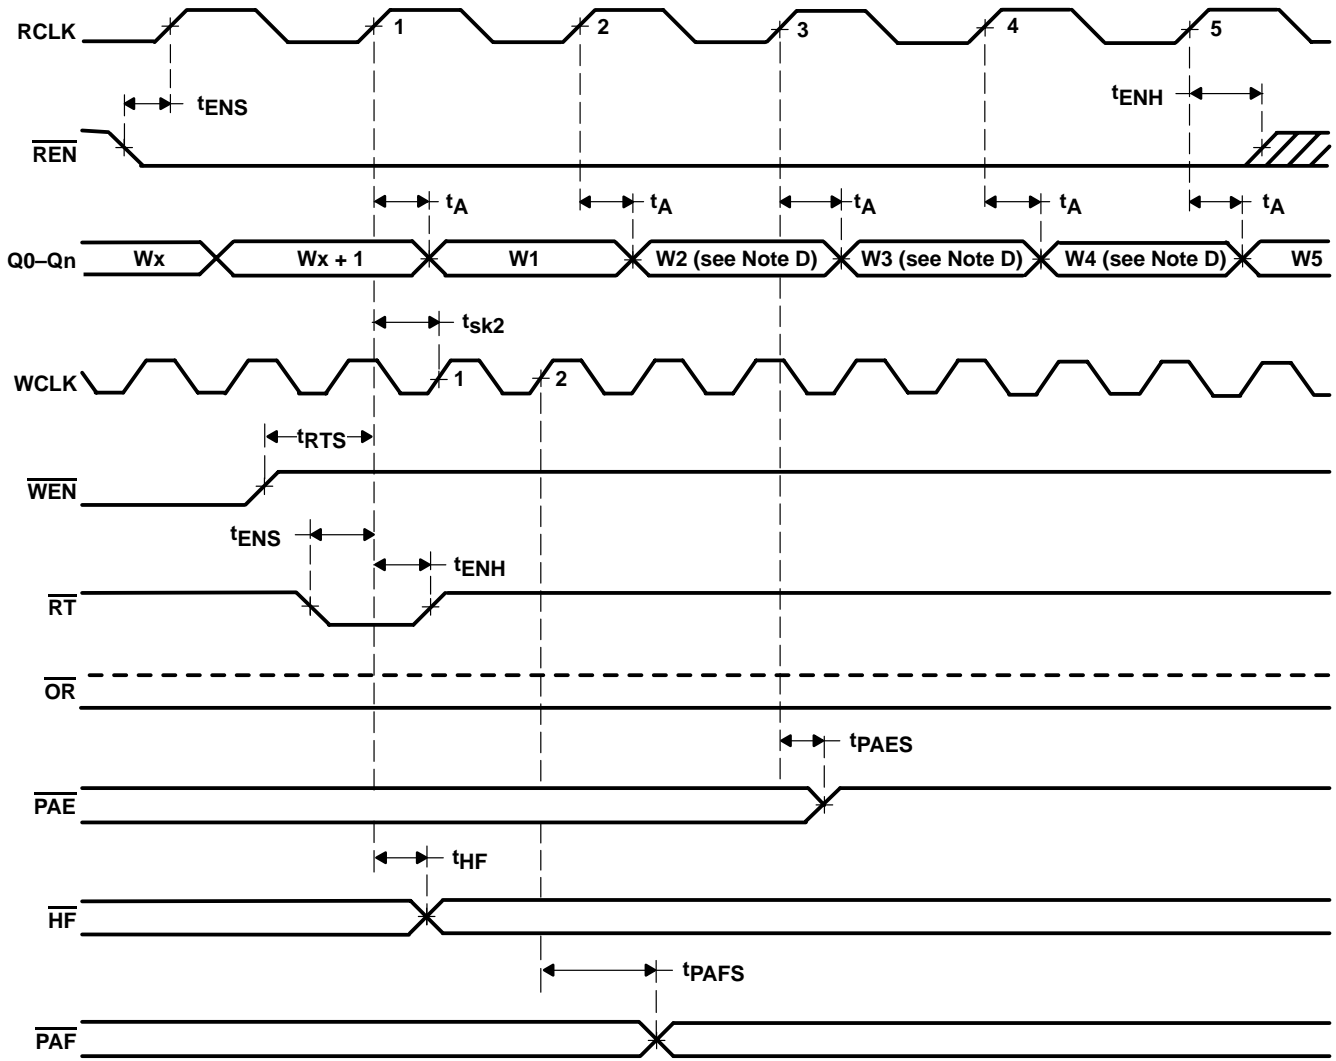 RCLK 1 2 3 4 5
tENS tENH
REN
tA tA tA tA tA
Q0–Qn Wx Wx + 1 W1 W2 (see Note D) W3 (see Note D) W4 (see Note D) W5
tsk2
WCLK 1 2
tRTS
WEN
tENS
tENH
RT
OR
tPAES
PAE
tHF
HF
tPAFS
PAF